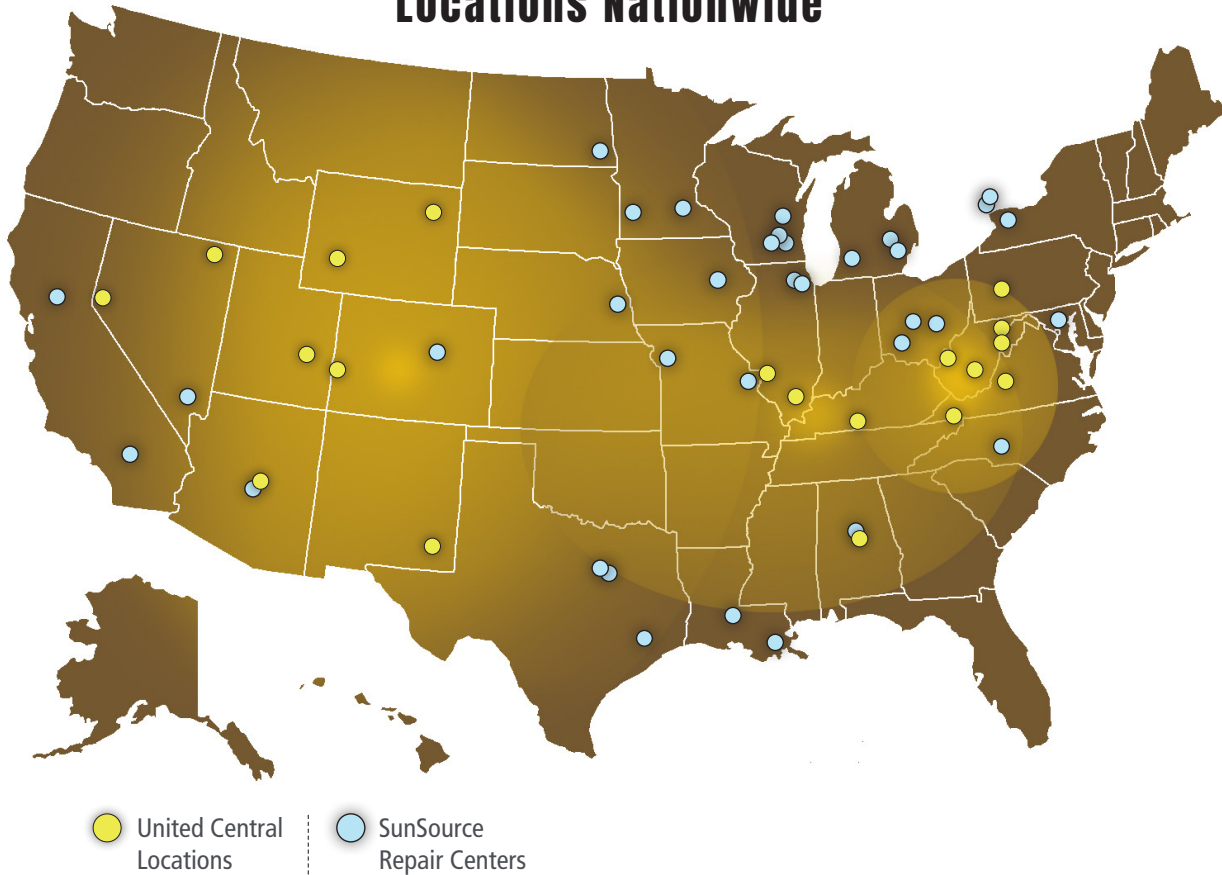 Locations Nationwide
United Central
Locations
SunSource
Repair Centers